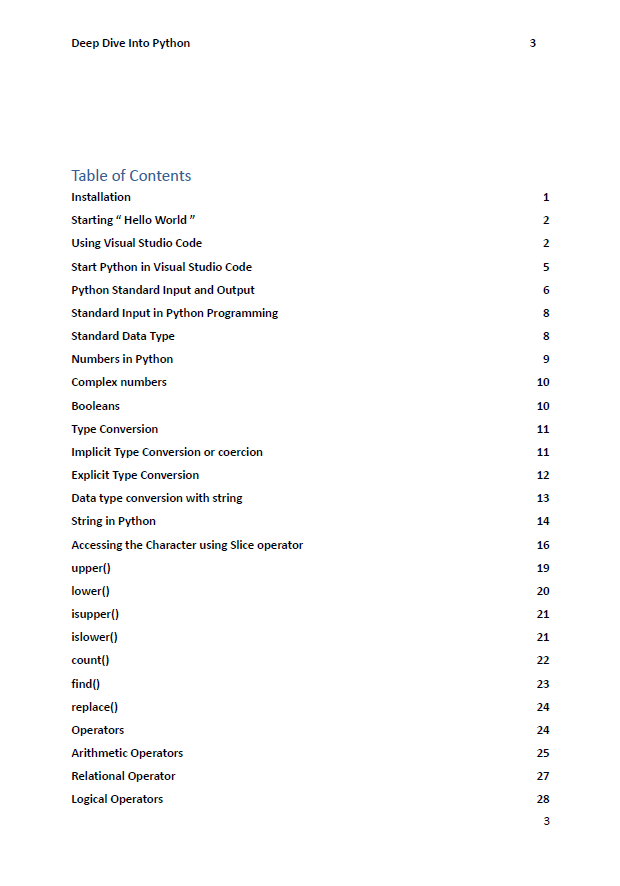 Deep Dive Into Python 3
Table of Contents
Installation 1
Starting “ Hello World ” 2
Using Visual Studio Code 2
Start Python in Visual Studio Code 5
Python Standard Input and Output 6
Standard Input in Python Programming 8
Standard Data Type 8
Numbers in Python 9
Complex numbers 10
Booleans 10
Type Conversion 11
Implicit Type Conversion or coercion 11
Explicit Type Conversion 12
Data type conversion with string 13
String in Python 14
Accessing the Character using Slice operator 16
upper() 19
lower() 20
isupper() 21
islower() 21
count() 22
find() 23
replace() 24
Operators 24
Arithmetic Operators 25
Relational Operator 27
Logical Operators 28
3